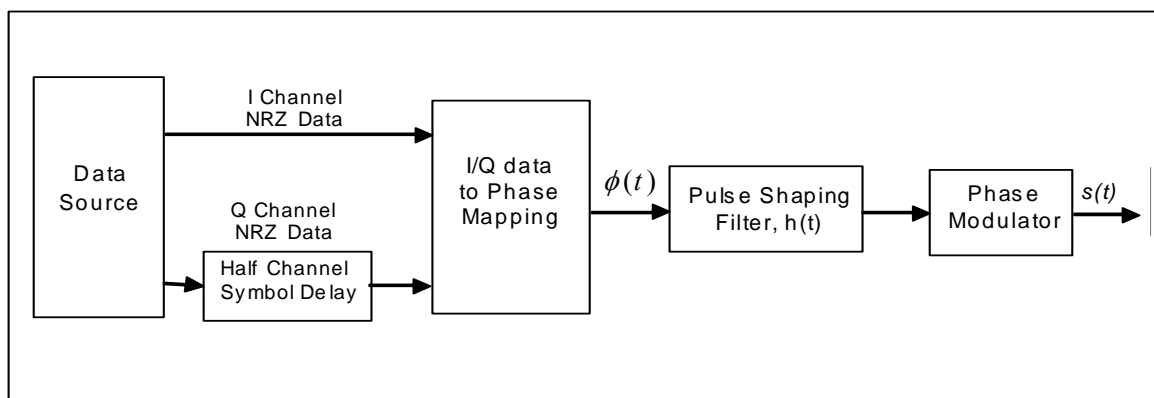 Data
Source
I Channel
NRZ Data
Q Channel
NRZ Data
Half Channel
Symbol Delay
I/Q data
to Phase
Mapping
ϕ(t)
Pulse Shaping
Filter, h(t)
Phase
Modulator
s(t)